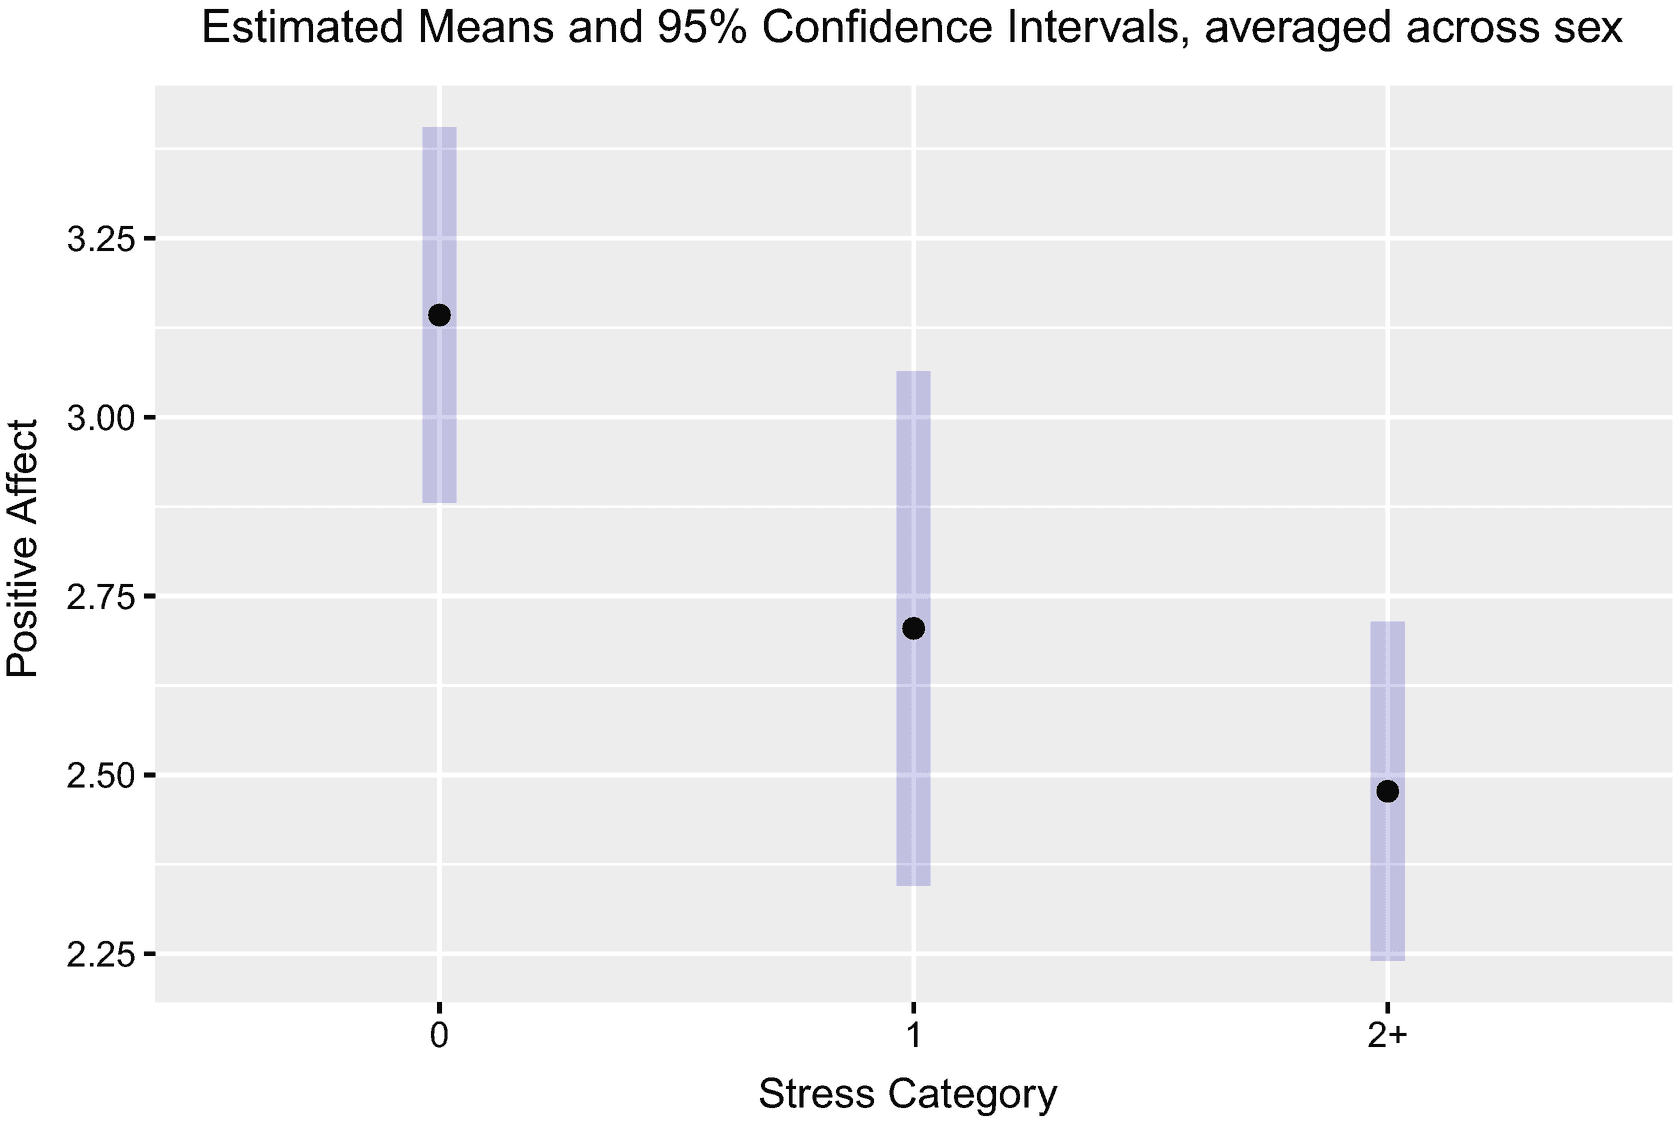 Estimated Means and 95% Confidence Intervals, averaged across sex
Positive Affect
3.25
3.00
2.75
2.50
2.25
0
1
2+
Stress Category